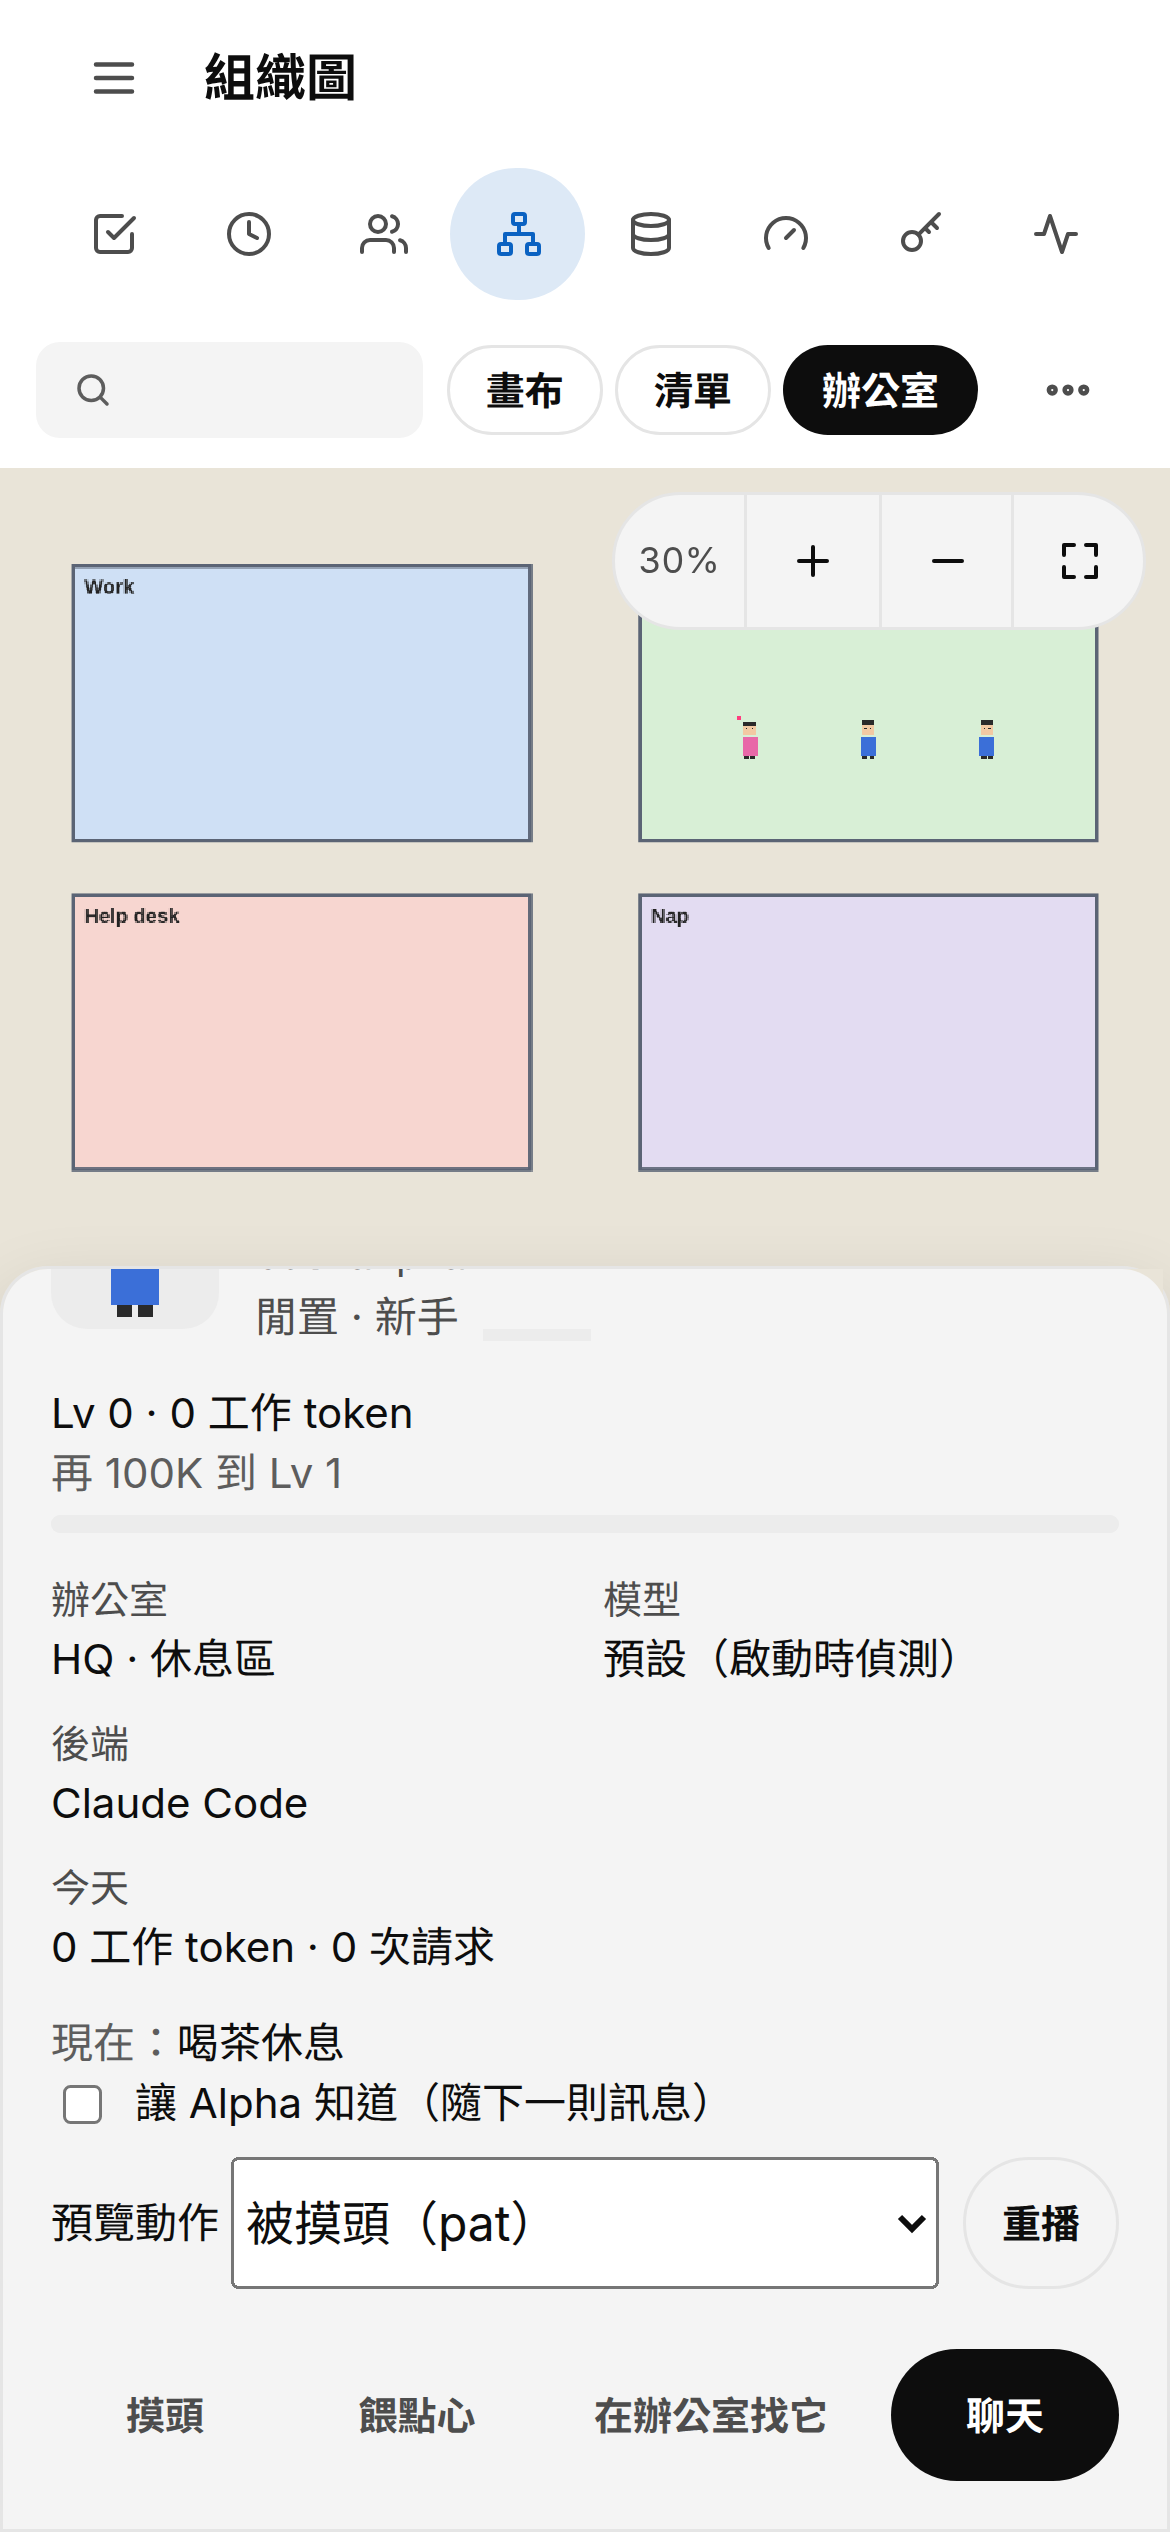 組織圖
畫布
清單
辦公室
30%
Work
Help desk
Nap
閒置 · 新手
Lv 0 · 0 工作 token
再 100K 到 Lv 1
辦公室
HQ · 休息區
模型
預設（啟動時偵測）
後端
Claude Code
今天
0 工作 token · 0 次請求
現在：喝茶休息
讓 Alpha 知道（隨下一則訊息）
預覽動作 被摸頭（pat） 重播
摸頭 餵點心 在辦公室找它 聊天